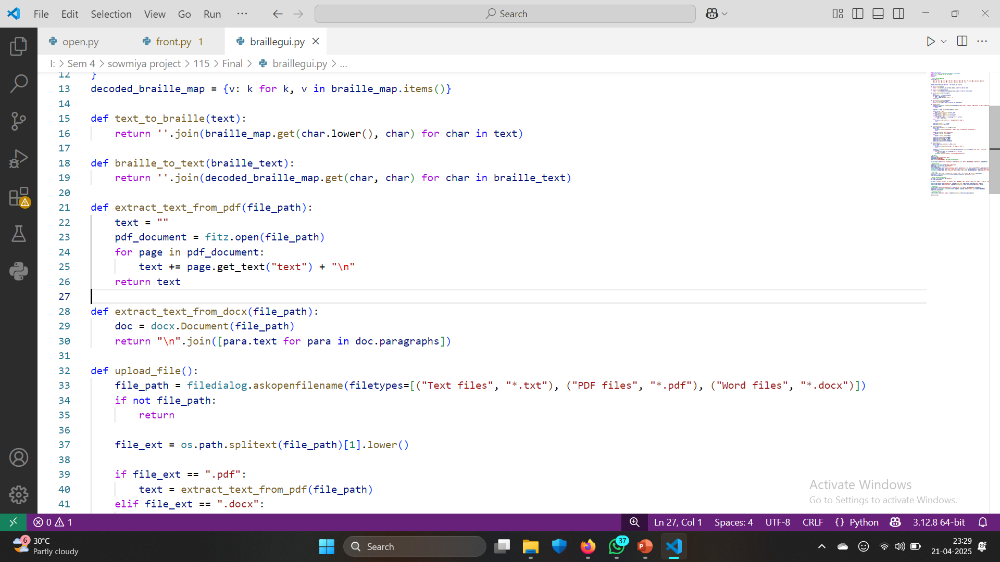 File Edit Selection View Go Run ... Search
open.py front.py 1 braillegui.py
I: > Sem 4 > sowmiya project > 115 > Final > braillegui.py > ...
12 }
13 decoded_braille_map = {v: k for k, v in braille_map.items()}
14
15 def text_to_braille(text):
16     return ''.join(braille_map.get(char.lower(), char) for char in text)
17
18 def braille_to_text(braille_text):
19     return ''.join(decoded_braille_map.get(char, char) for char in braille_text)
20
21 def extract_text_from_pdf(file_path):
22     text = ""
23     pdf_document = fitz.open(file_path)
24     for page in pdf_document:
25         text += page.get_text("text") + "\n"
26     return text
27
28 def extract_text_from_docx(file_path):
29     doc = docx.Document(file_path)
30     return "\n".join([para.text for para in doc.paragraphs])
31
32 def upload_file():
33     file_path = filedialog.askopenfilename(filetypes=[("Text files", "*.txt"), ("PDF files", "*.pdf"), ("Word files", "*.docx")])
34     if not file_path:
35         return
36
37     file_ext = os.path.splitext(file_path)[1].lower()
38
39     if file_ext == ".pdf":
40         text = extract_text_from_pdf(file_path)
41     elif file_ext == ".docx":
Activate Windows
Go to Settings to activate Windows.
0 1 Ln 27, Col 1 Spaces: 4 UTF-8 CRLF {} Python 3.12.8 64-bit
6 30°C
Partly cloudy
Search
37
23:29
21-04-2025